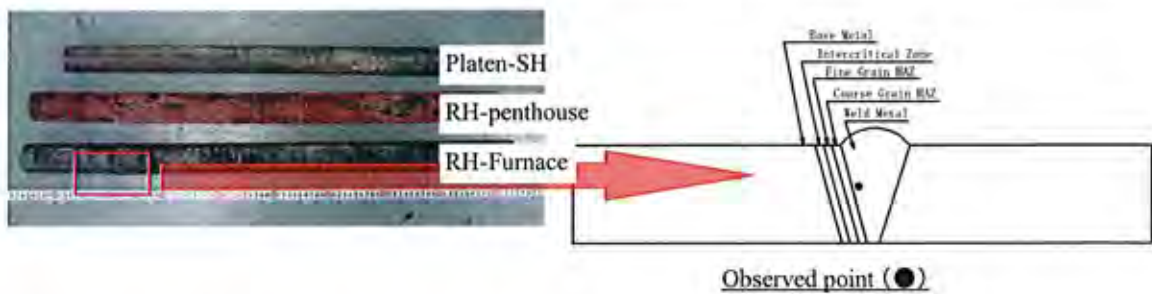 Platen-SH
RH-penthouse
RH-Furnace
Base Metal
Intercritical Zone
Fine Grain HAZ
Coarse Grain HAZ
Weld Metal
Observed point (●)